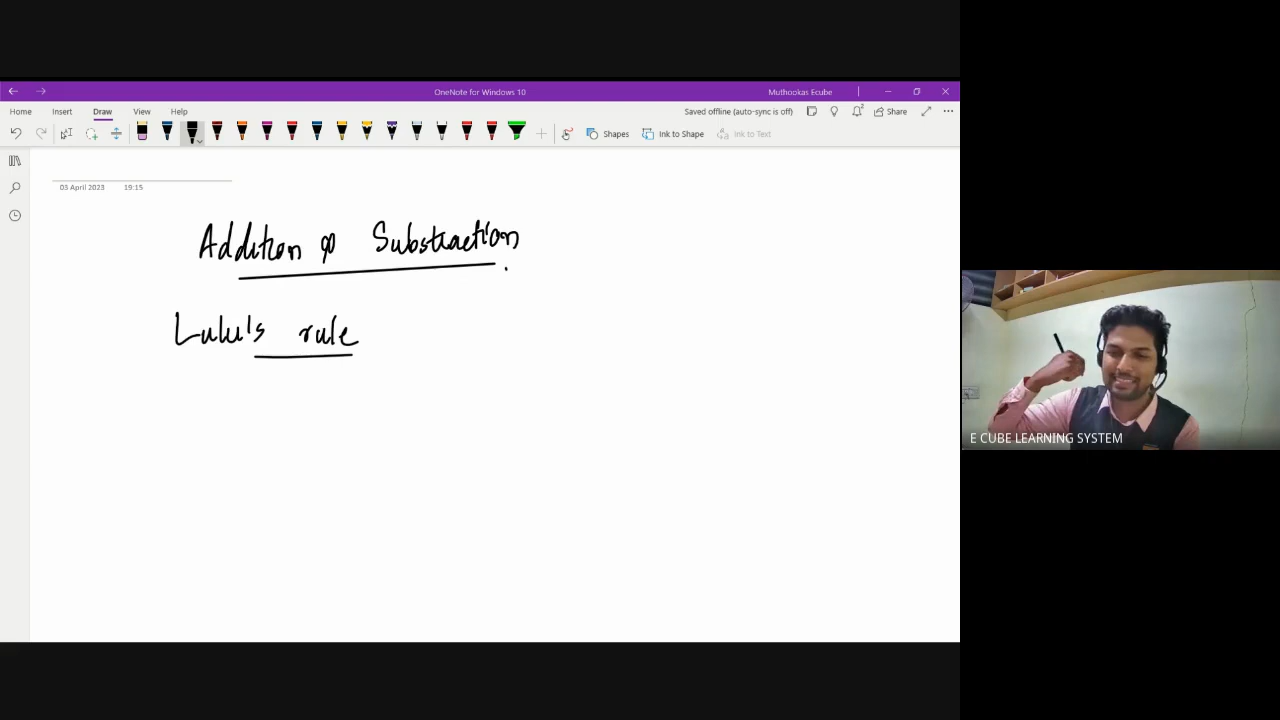 OneNote for Windows 10
Muthookas Ecube
Home Insert Draw View Help
Saved offline (auto-sync is off)
Share
Shapes
Ink to Shape
Ink to Text
03 April 2023 19:15
Addition & Substraction
Lulu's rule
E CUBE LEARNING SYSTEM